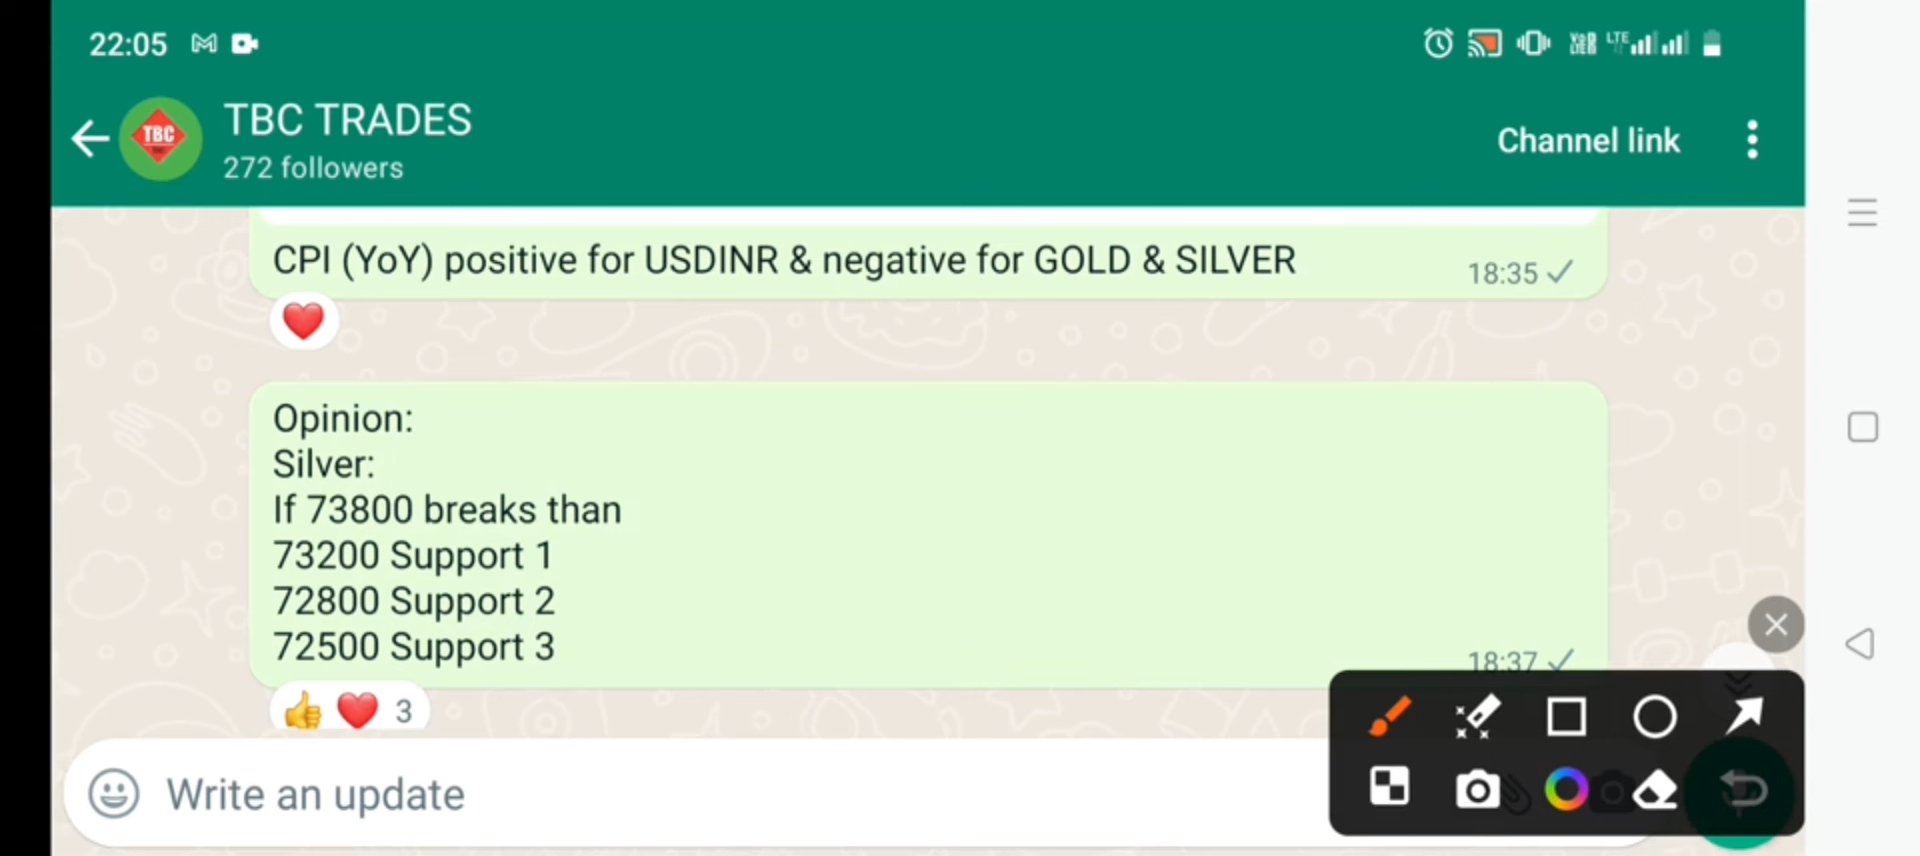 22:05
LTE
TBC
TBC TRADES
272 followers
Channel link
CPI (YoY) positive for USDINR & negative for GOLD & SILVER
18:35
Opinion:
Silver:
If 73800 breaks than
73200 Support 1
72800 Support 2
72500 Support 3
18:37
3
Write an update